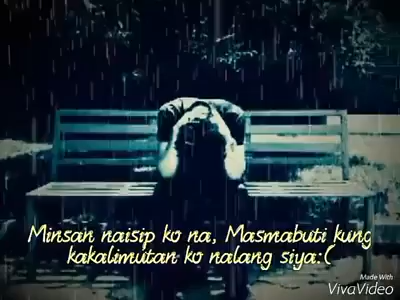 Minsan naisip ko na, Masmabuti kung
kakalimutan ko nalang siya:(
Made With
VivaVideo